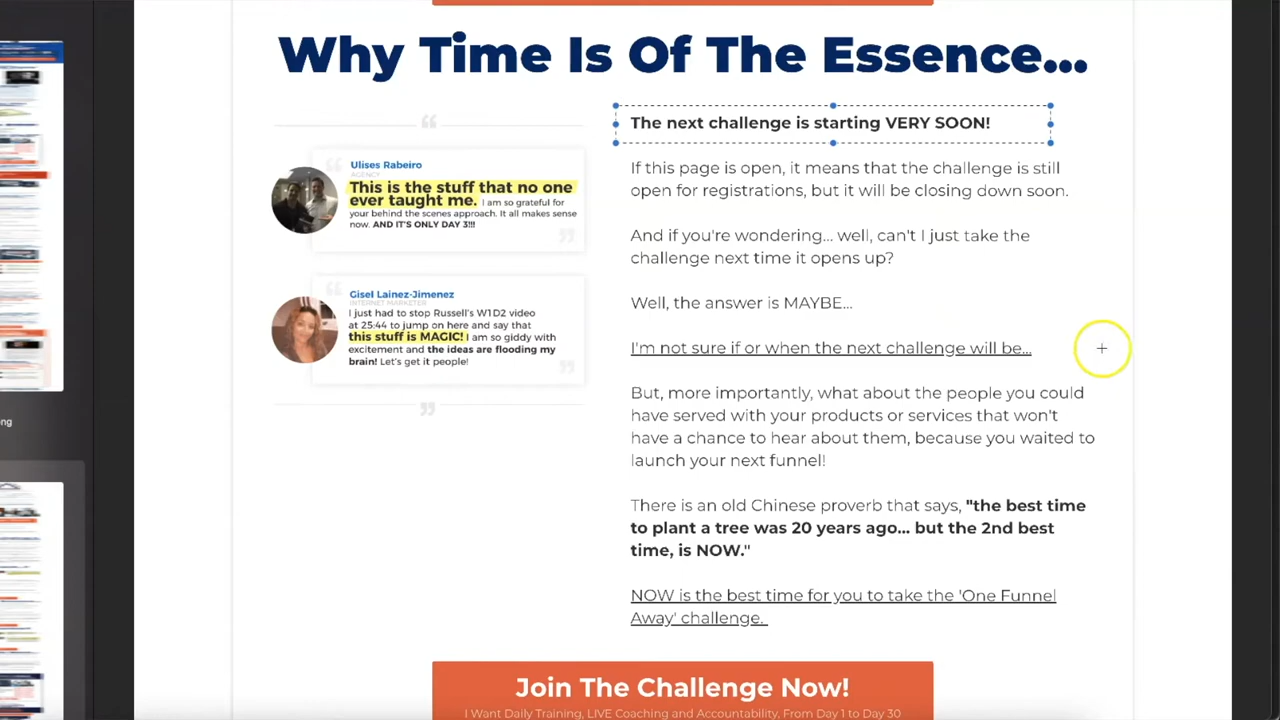 Why Time Is Of The Essence...
“
Ulises Rabeiro
AGENCY
This is the stuff that no one
ever taught me. I am so grateful for
your behind the scenes approach. It all makes sense
now. AND IT'S ONLY DAY 3!!!
Gisel Lainez-Jimenez
INTERNET MARKETER
I just had to stop Russell's W1D2 video
at 25:44 to jump on here and say that
this stuff is MAGIC! I am so giddy with
excitement and the ideas are flooding my
brain! Let's get it people!
”
The next challenge is starting VERY SOON!
If this page is open, it means that the challenge is still
open for registrations, but it will be closing down soon.
And if you're wondering... well, can't I just take the
challenge next time it opens up?
Well, the answer is MAYBE...
I'm not sure if or when the next challenge will be...
But, more importantly, what about the people you could
have served with your products or services that won't
have a chance to hear about them, because you waited to
launch your next funnel!
There is an old Chinese proverb that says, "the best time
to plant a tree was 20 years ago... but the 2nd best
time, is NOW."
NOW is the best time for you to take the 'One Funnel
Away' challenge.
Join The Challenge Now!
I Want Daily Training, LIVE Coaching and Accountability, From Day 1 to Day 30
ng